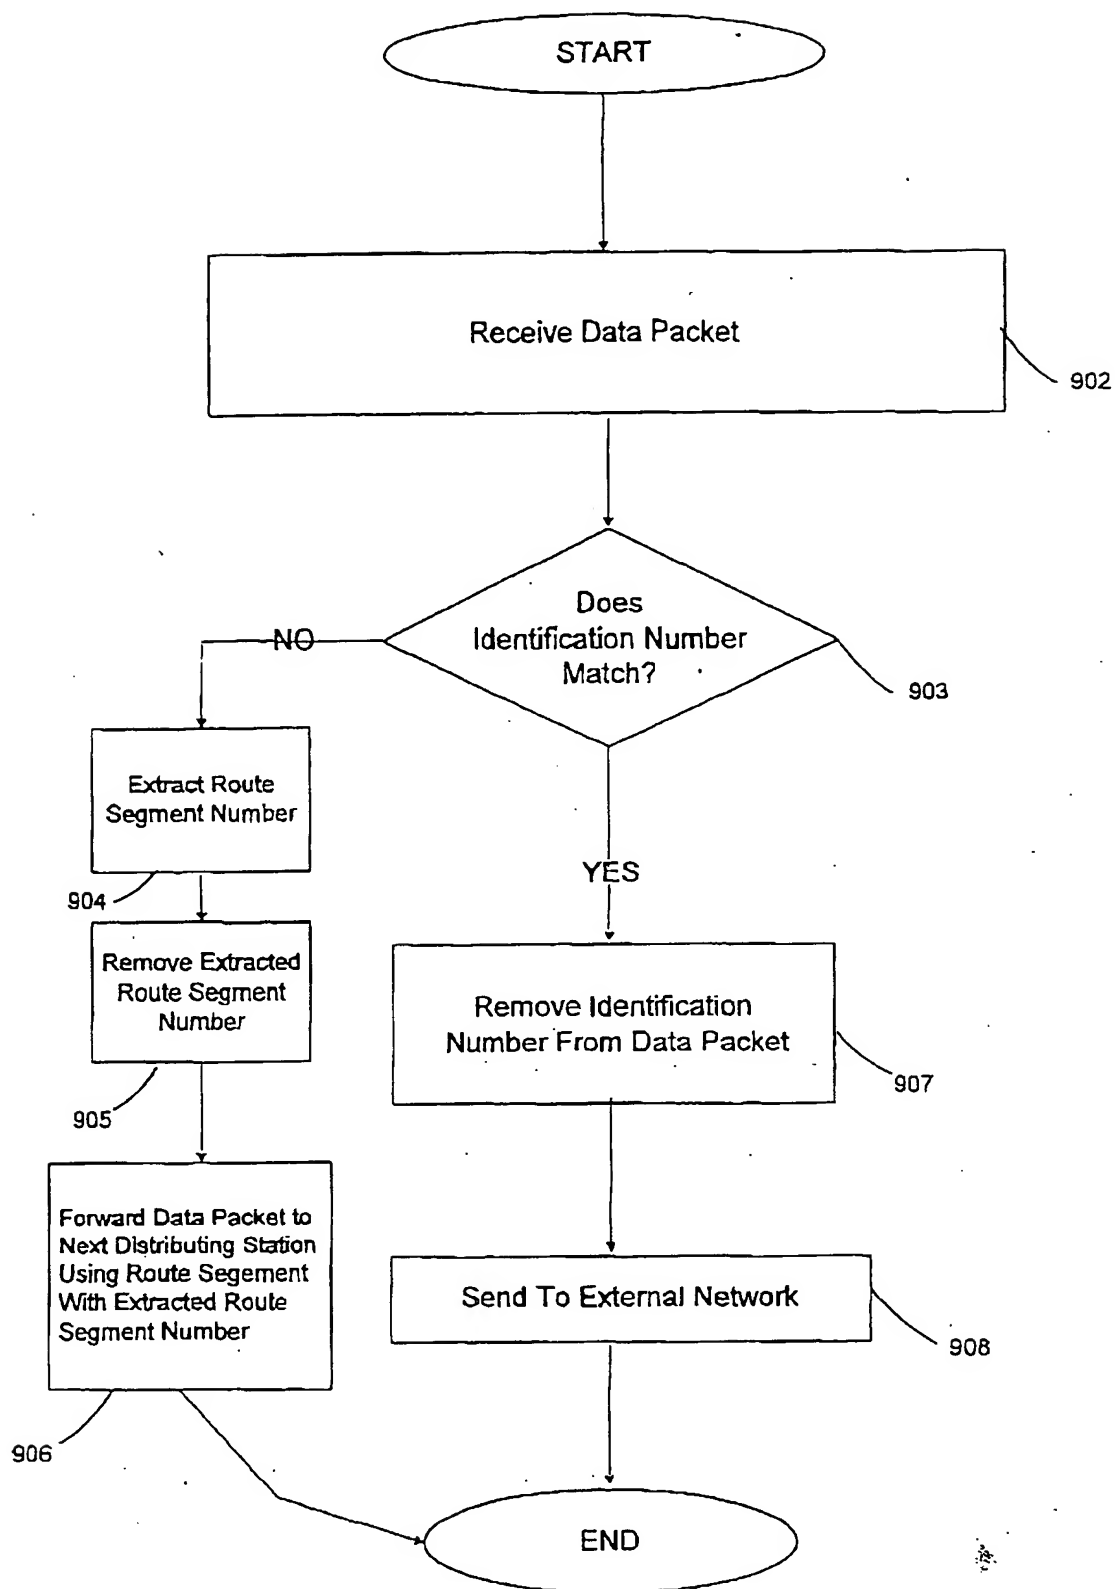 START
Receive Data Packet
902
Does
Identification Number
Match?
903
NO
Extract Route
Segment Number
904
YES
Remove Extracted
Route Segment
Number
905
Remove Identification
Number From Data Packet
907
Forward Data Packet to
Next Distributing Station
Using Route Segement
With Extracted Route
Segment Number
906
Send To External Network
908
END